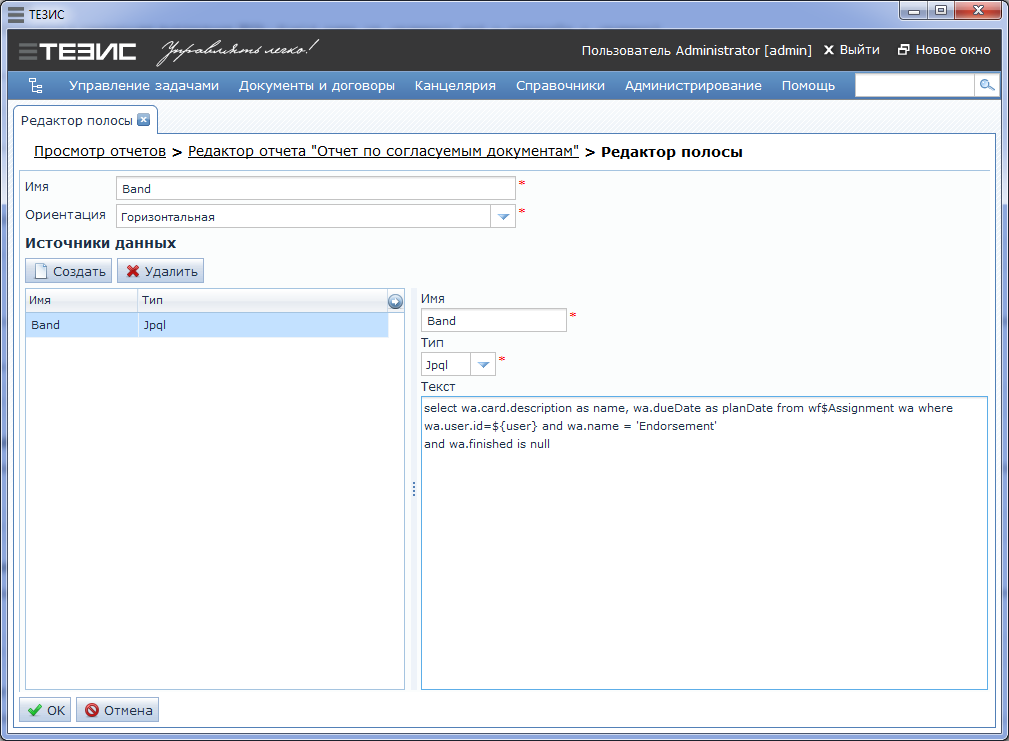 ТЕЗИС
ТЕЗИС Управлять легко! Пользователь Administrator [admin] Выйти Новое окно
Управление задачами Документы и договоры Канцелярия Справочники Администрирование Помощь
Редактор полосы
Просмотр отчетов > Редактор отчета "Отчет по согласуемым документам" > Редактор полосы
Имя Band *
Ориентация Горизонтальная *
Источники данных
Создать Удалить
Имя Тип
Band Jpql
Имя
Band *
Тип
Jpql *
Текст
select wa.card.description as name, wa.dueDate as planDate from wf$Assignment wa where
wa.user.id=${user} and wa.name = 'Endorsement'
and wa.finished is null
OK Отмена